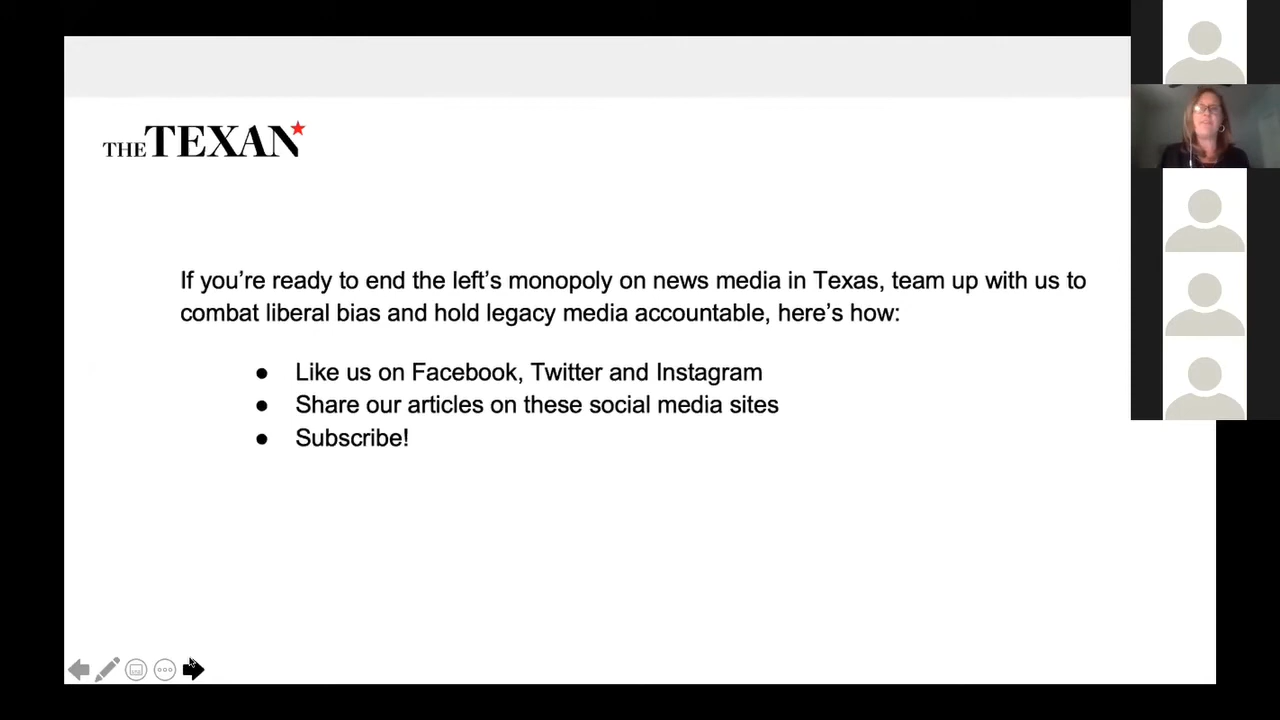 THE TEXAN
If you’re ready to end the left’s monopoly on news media in Texas, team up with us to
combat liberal bias and hold legacy media accountable, here’s how:
● Like us on Facebook, Twitter and Instagram
● Share our articles on these social media sites
● Subscribe!